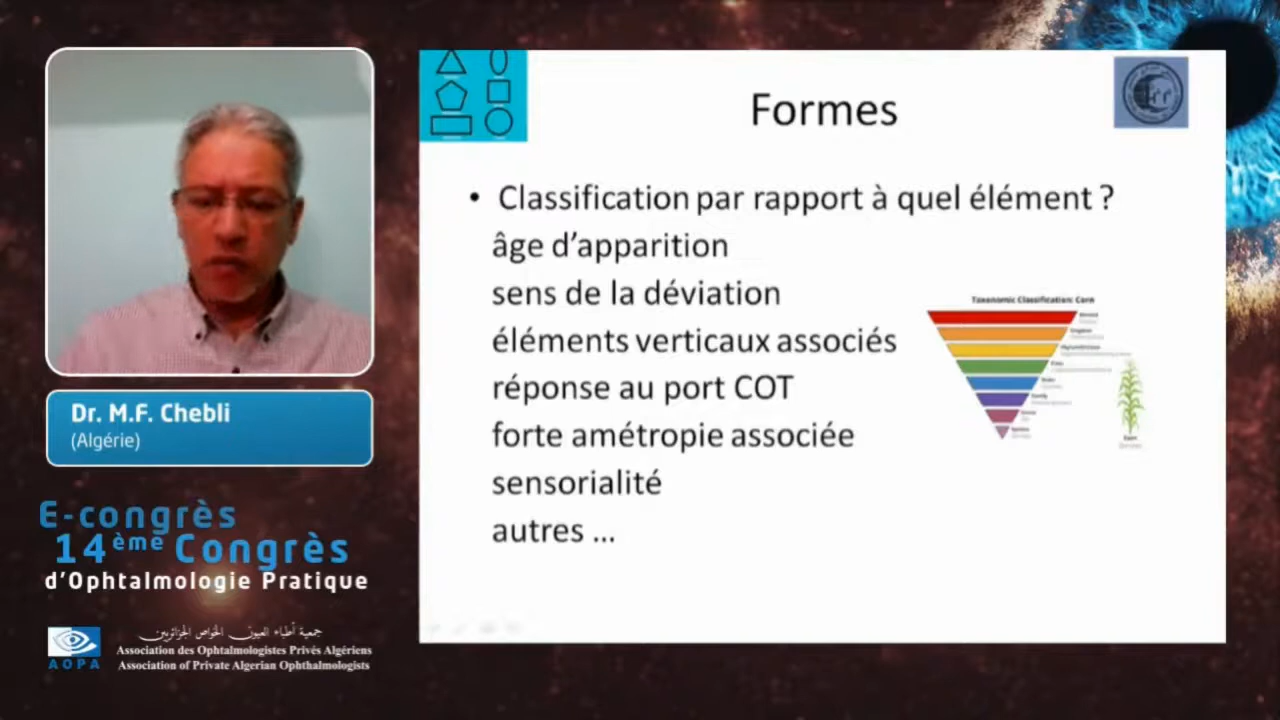 Dr. M.F. Chebli
(Algérie)
E-congrès
14ème Congrès
d'Ophtalmologie Pratique
جمعية أطباء العيون الخواص الجزائريين
Association des Ophtalmologistes Privés Algériens
Association of Private Algerian Ophthalmologists
AOPA
Formes
• Classification par rapport à quel élément ?
âge d'apparition
sens de la déviation
éléments verticaux associés
réponse au port COT
forte amétropie associée
sensorialité
autres ...
Taxonomic Classification: Corn